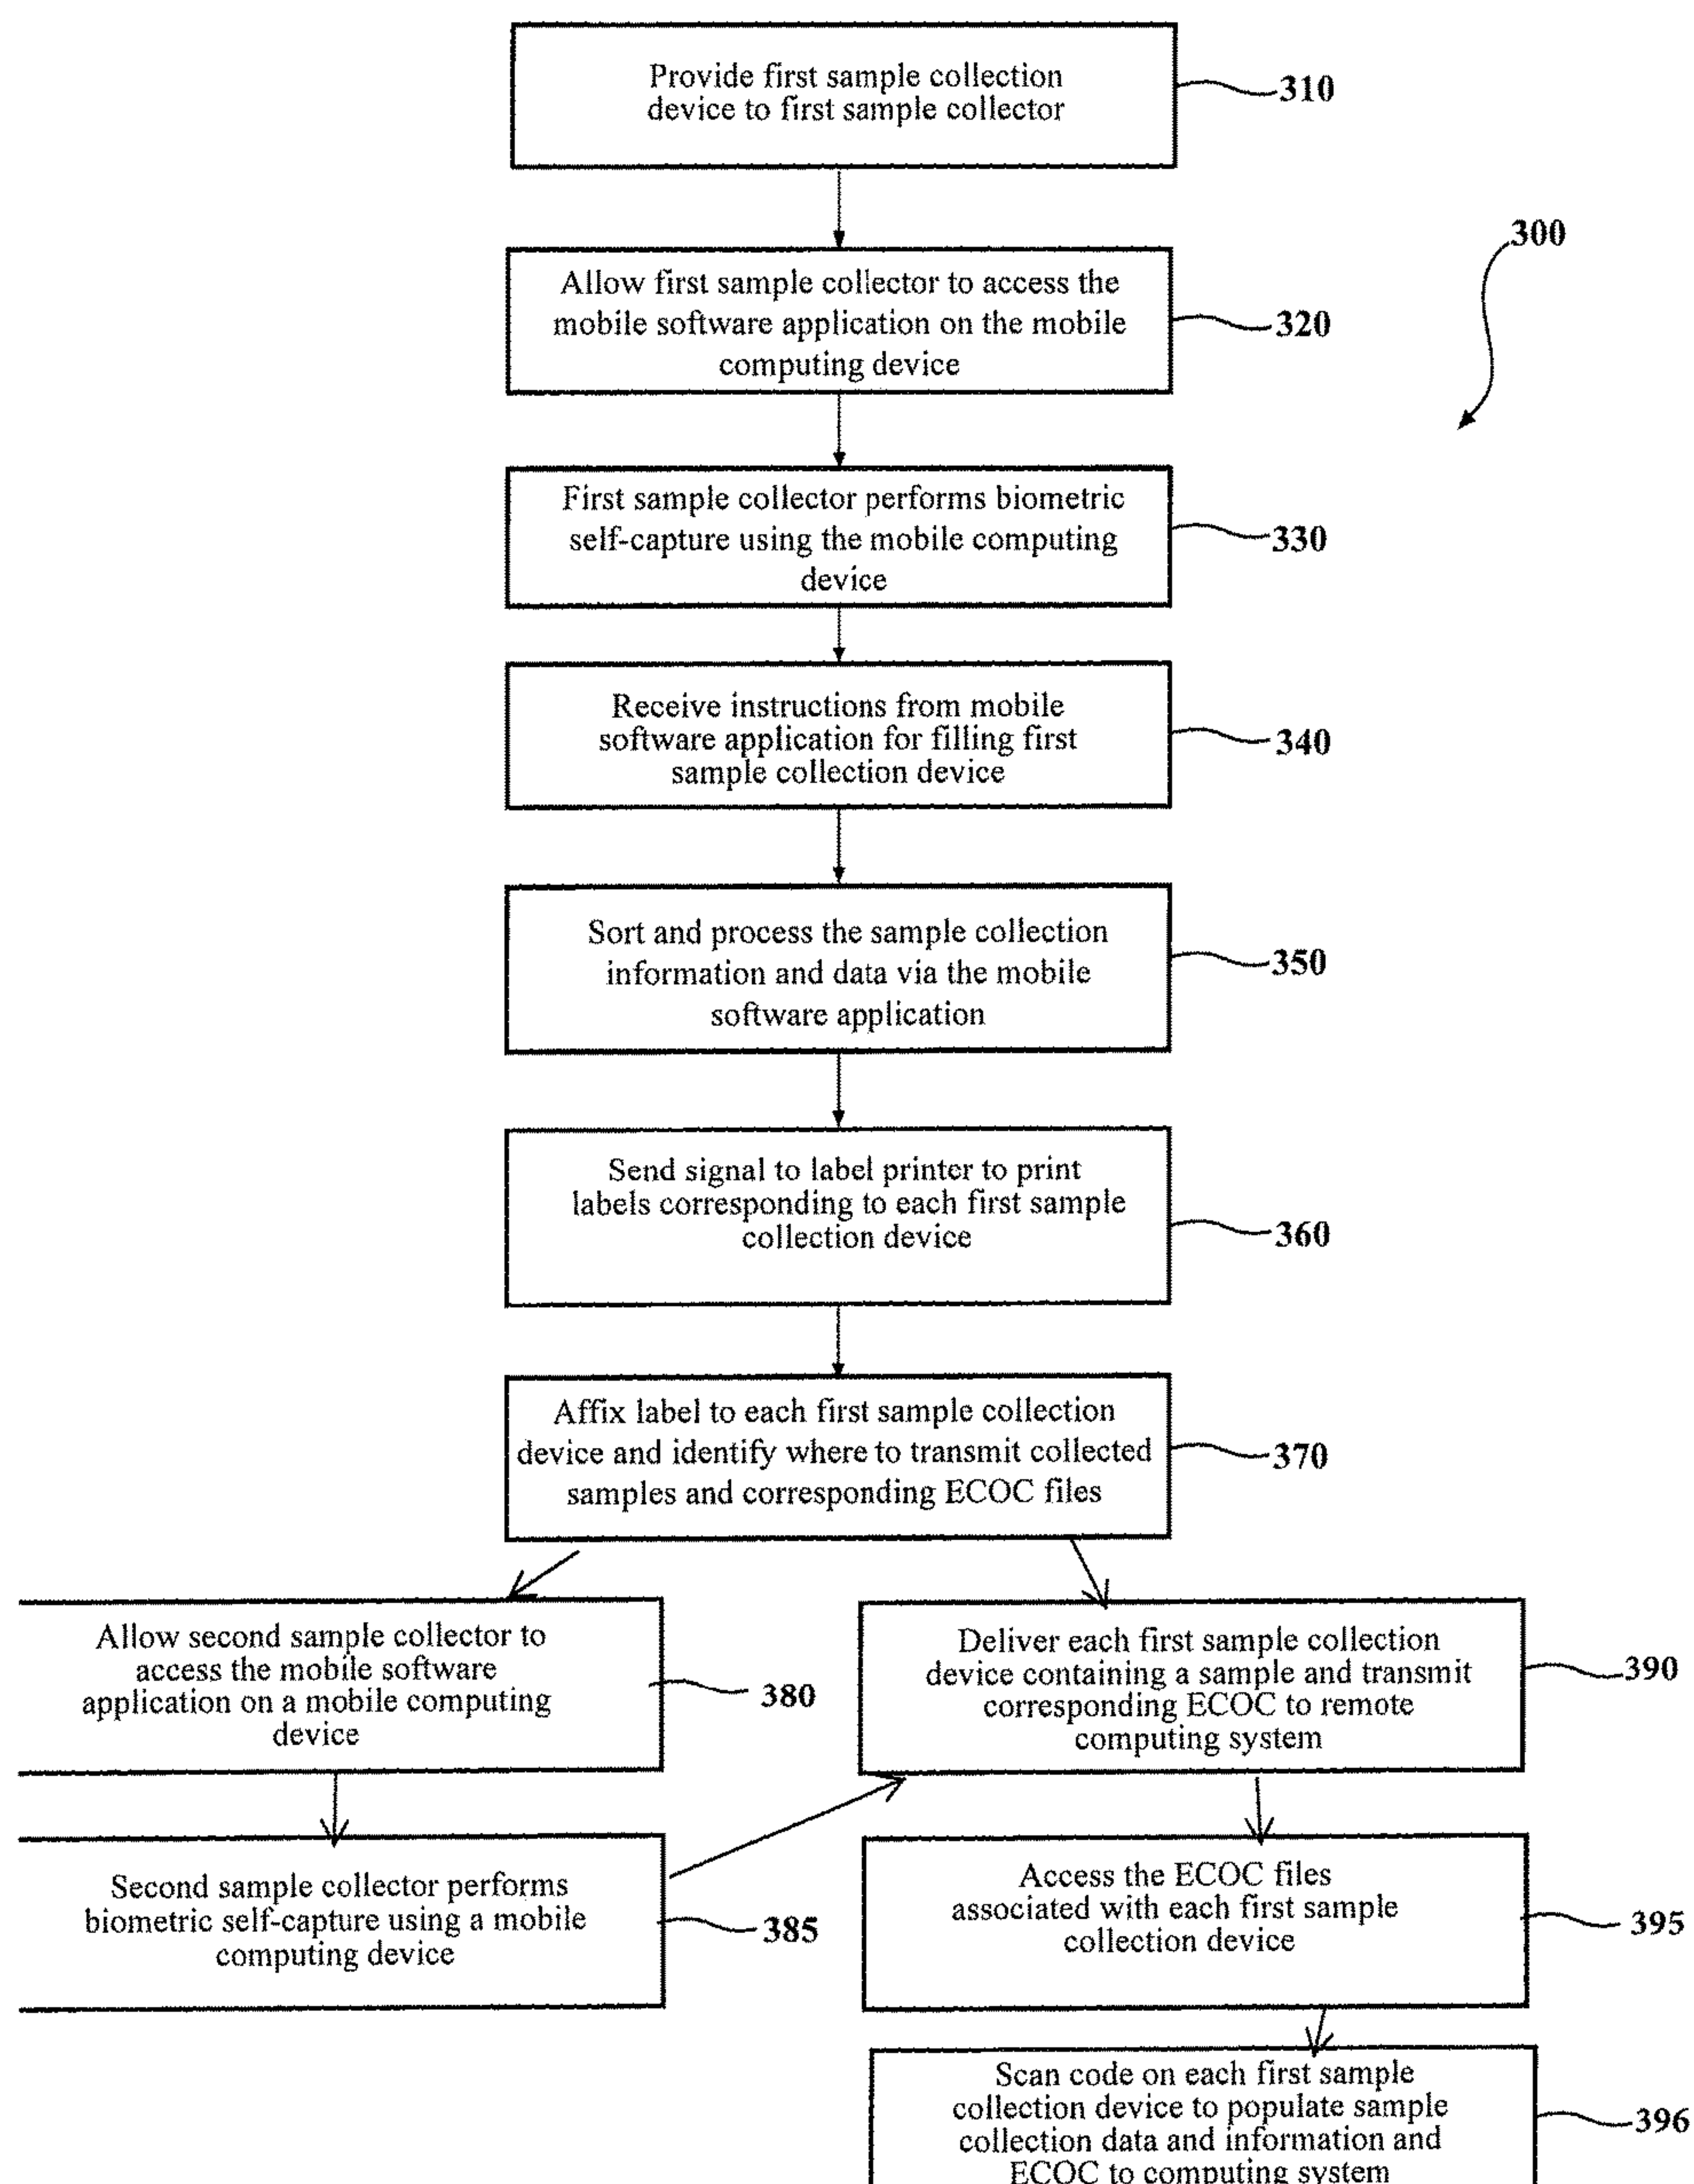 Provide first sample collection
device to first sample collector
310
300
Allow first sample collector to access the
mobile software application on the mobile
computing device
320
First sample collector performs biometric
self-capture using the mobile computing
device
330
Receive instructions from mobile
software application for filling first
sample collection device
340
Sort and process the sample collection
information and data via the mobile
software application
350
Send signal to label printer to print
labels corresponding to each first sample
collection device
360
Affix label to each first sample collection
device and identify where to transmit collected
samples and corresponding ECOC files
370
Allow second sample collector to
access the mobile software
application on a mobile computing
device
380
Deliver each first sample collection
device containing a sample and transmit
corresponding ECOC to remote
computing system
390
Second sample collector performs
biometric self-capture using a mobile
computing device
385
Access the ECOC files
associated with each first sample
collection device
395
Scan code on each first sample
collection device to populate sample
collection data and information and
ECOC to computing system
396